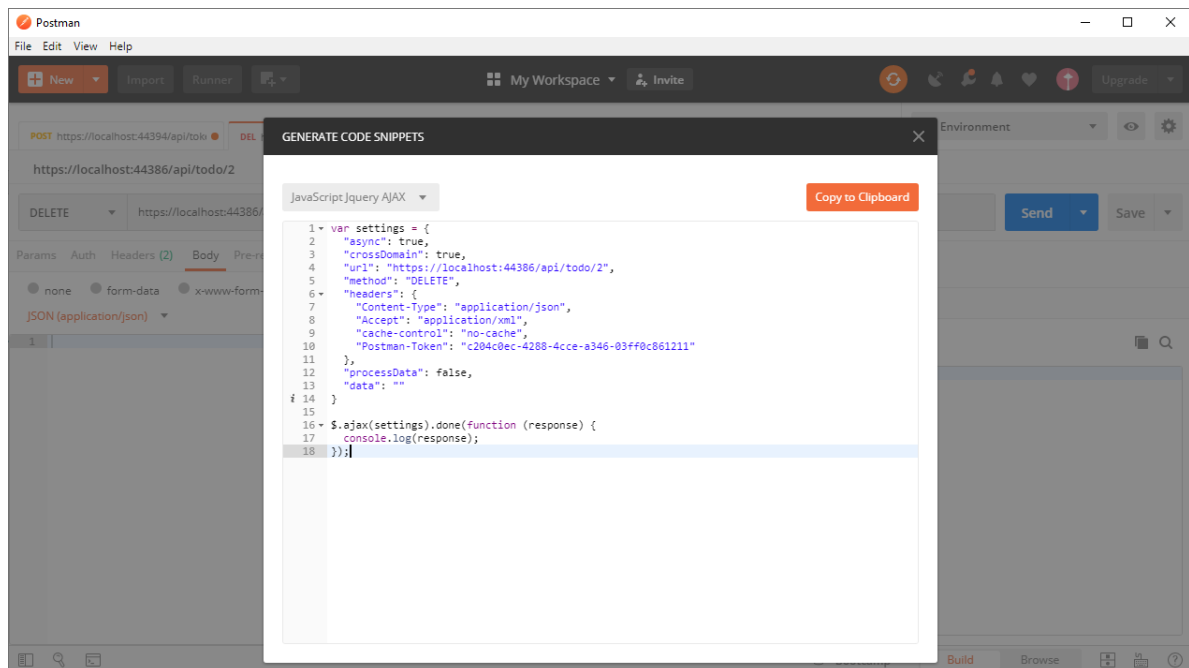 Postman
File Edit View Help
New Import Runner My Workspace Invite Upgrade
POST https://localhost:44394/api/tok DEL
GENERATE CODE SNIPPETS
Environment
https://localhost:44386/api/todo/2
JavaScript Jquery AJAX Copy to Clipboard
DELETE https://localhost:44386/ Send Save
Params Auth Headers (2) Body Pre-re
none form-data x-www-form-
JSON (application/json)
1
1 var settings = {
2 "async": true,
3 "crossDomain": true,
4 "url": "https://localhost:44386/api/todo/2",
5 "method": "DELETE",
6 "headers": {
7 "Content-Type": "application/json",
8 "Accept": "application/xml",
9 "cache-control": "no-cache",
10 "Postman-Token": "c204c0ec-4288-4cce-a346-03ff0c861211"
11 },
12 "processData": false,
13 "data": ""
i 14 }
15
16 $.ajax(settings).done(function (response) {
17 console.log(response);
18 });
Build Browse